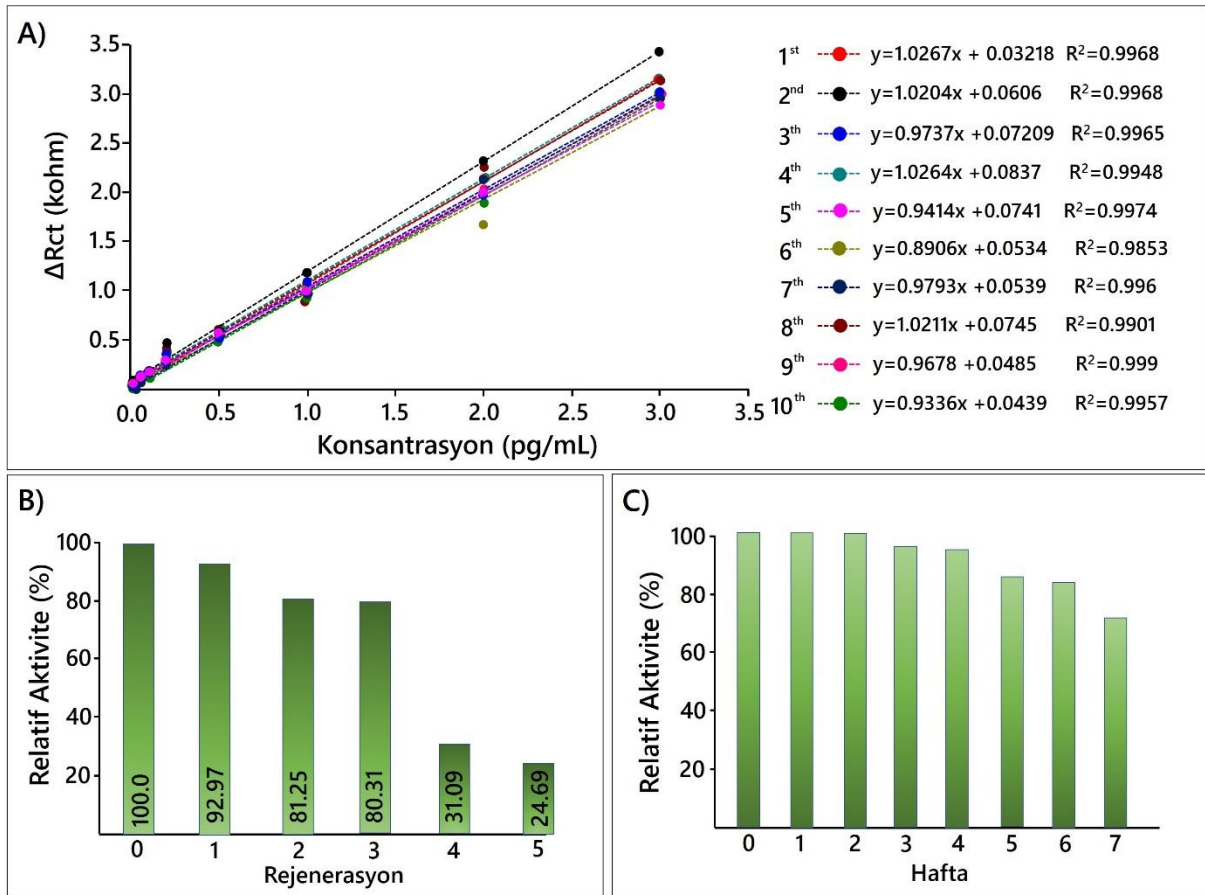 A)
3.5
3.0
2.5
2.0
1.5
1.0
0.5
ΔRct (kohm)
0.0 0.5 1.0 1.5 2.0 2.5 3.0 3.5
Konsantrasyon (pg/mL)
1st y=1.0267x + 0.03218 R²=0.9968
2nd y=1.0204x +0.0606 R²=0.9968
3th y=0.9737x +0.07209 R²=0.9965
4th y=1.0264x +0.0837 R²=0.9948
5th y=0.9414x +0.0741 R²=0.9974
6th y=0.8906x +0.0534 R²=0.9853
7th y=0.9793x +0.0539 R²=0.996
8th y=1.0211x +0.0745 R²=0.9901
9th y=0.9678 +0.0485 R²=0.999
10th y=0.9336x +0.0439 R²=0.9957
B)
100
80
60
40
20
Relatif Aktivite (%)
100.0 92.97 81.25 80.31 31.09 24.69
0 1 2 3 4 5
Rejenerasyon
C)
100
80
60
40
20
Relatif Aktivite (%)
0 1 2 3 4 5 6 7
Hafta